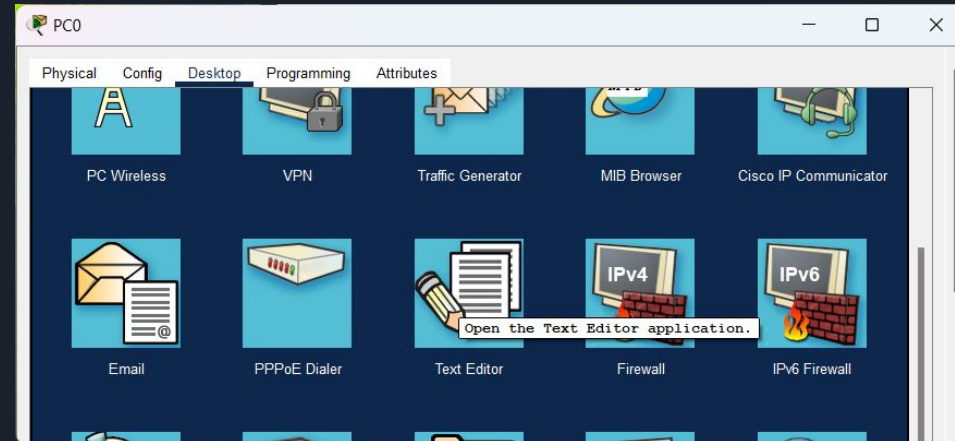 PC0
Physical Config Desktop Programming Attributes
PC Wireless VPN Traffic Generator MIB Browser Cisco IP Communicator
IPv4 IPv6
@
Open the Text Editor application.
Email PPPoE Dialer Text Editor Firewall IPv6 Firewall